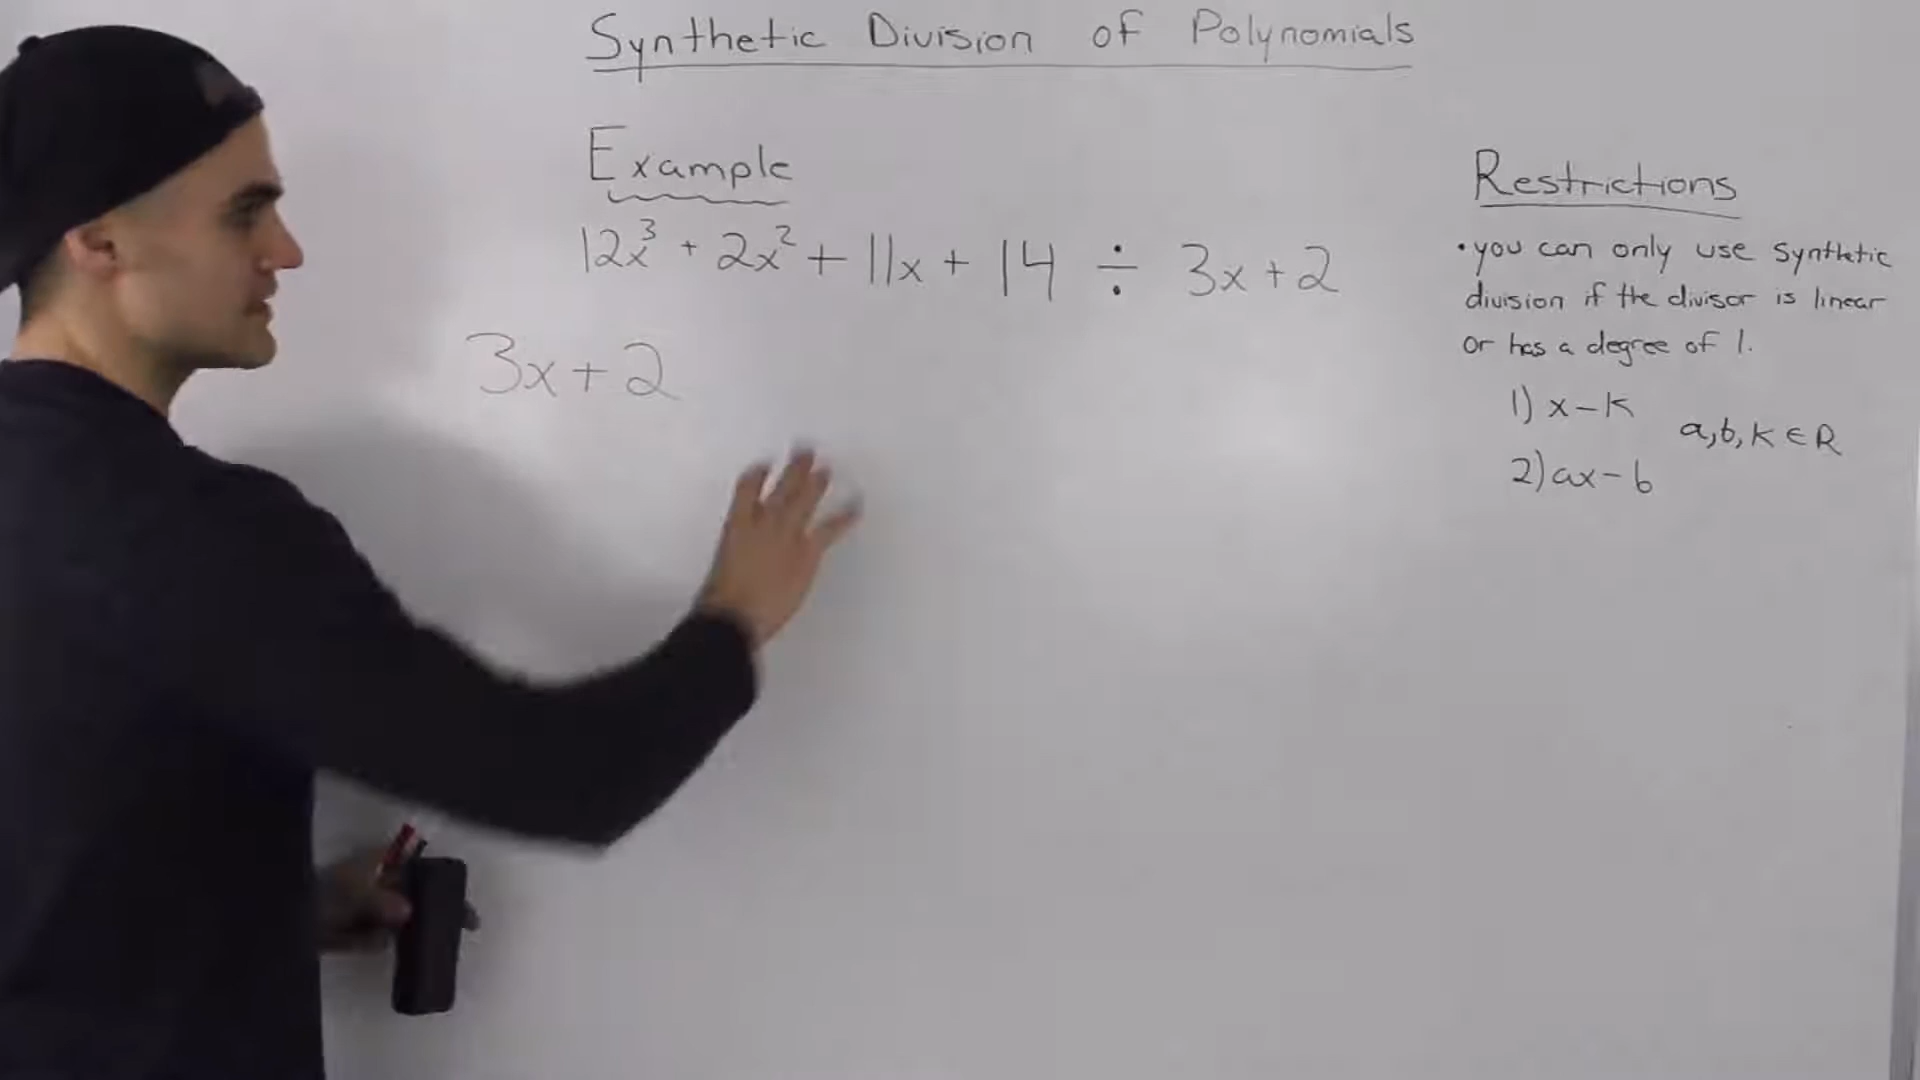 Synthetic Division of Polynomials
Example
12x³ + 2x² + 11x + 14 ÷ 3x + 2
3x + 2
Restrictions
• you can only use synthetic
division if the divisor is linear
or has a degree of 1.
1) x - k
a, b, k ∈ R
2) ax - b